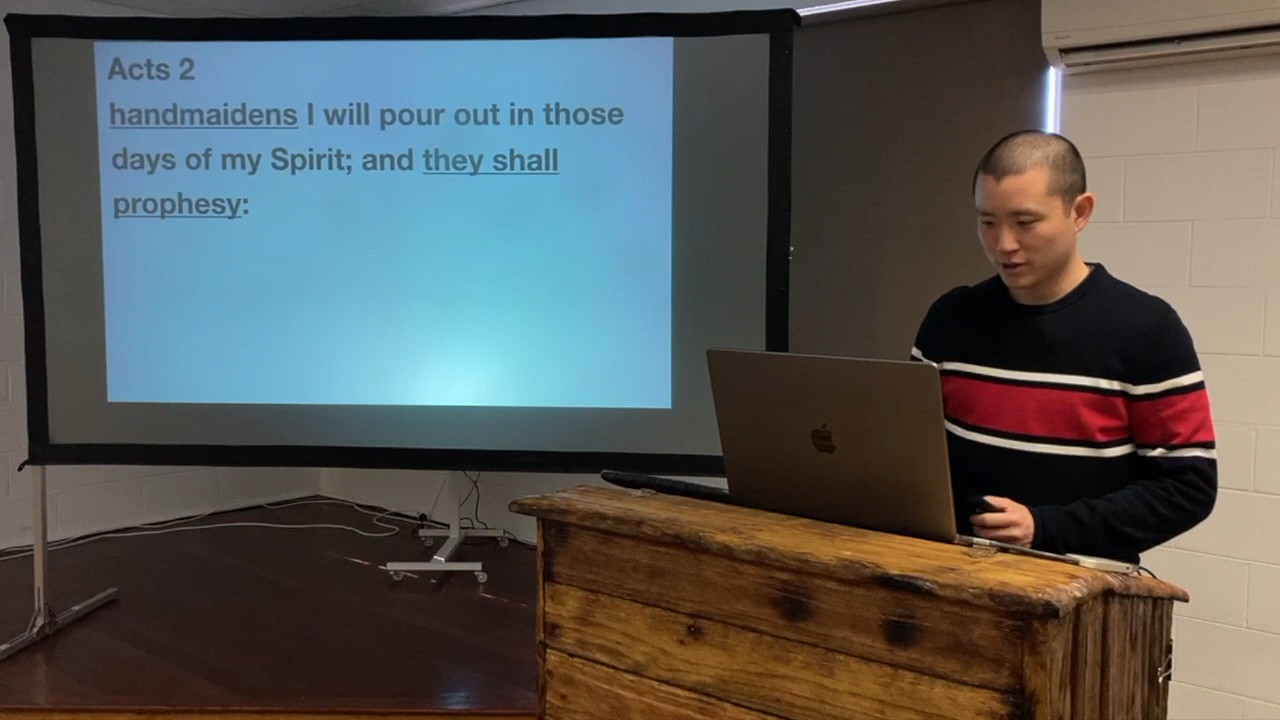 Acts 2
handmaidens I will pour out in those
days of my Spirit; and they shall
prophesy: